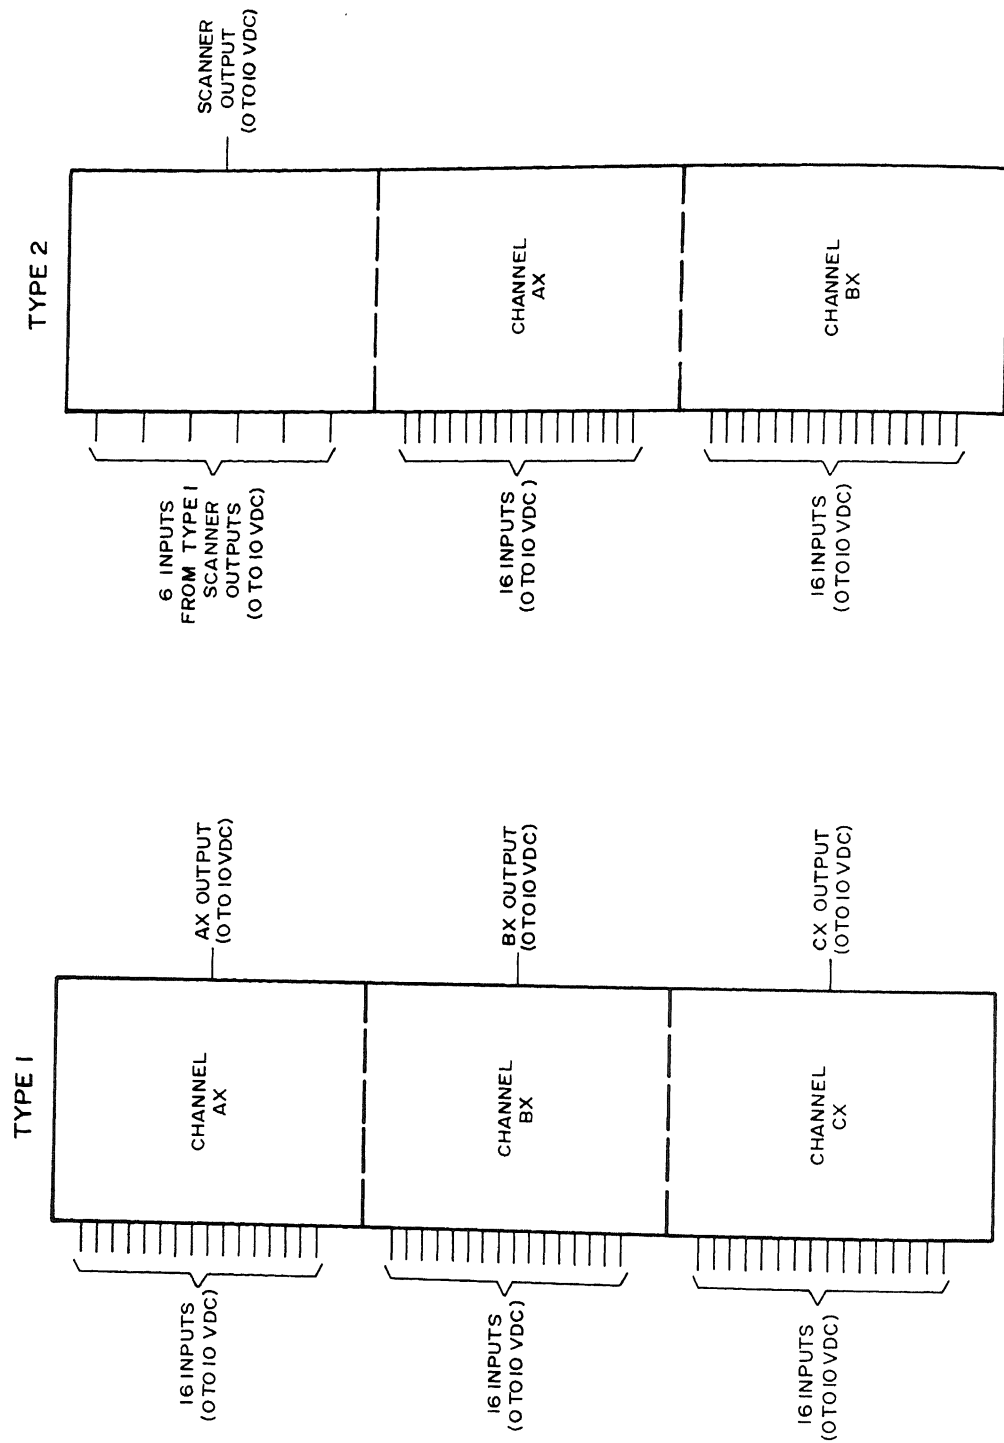 TYPE 1
16 INPUTS
(0 TO 10 VDC)
CHANNEL
AX
AX OUTPUT
(0 TO 10 VDC)
16 INPUTS
(0 TO 10 VDC)
CHANNEL
BX
BX OUTPUT
(0 TO 10 VDC)
16 INPUTS
(0 TO 10 VDC)
CHANNEL
CX
CX OUTPUT
(0 TO 10 VDC)
TYPE 2
6 INPUTS
FROM TYPE 1
SCANNER
OUTPUTS
(0 TO 10 VDC)
SCANNER
OUTPUT
(0 TO 10 VDC)
16 INPUTS
(0 TO 10 VDC)
CHANNEL
AX
16 INPUTS
(0 TO 10 VDC)
CHANNEL
BX